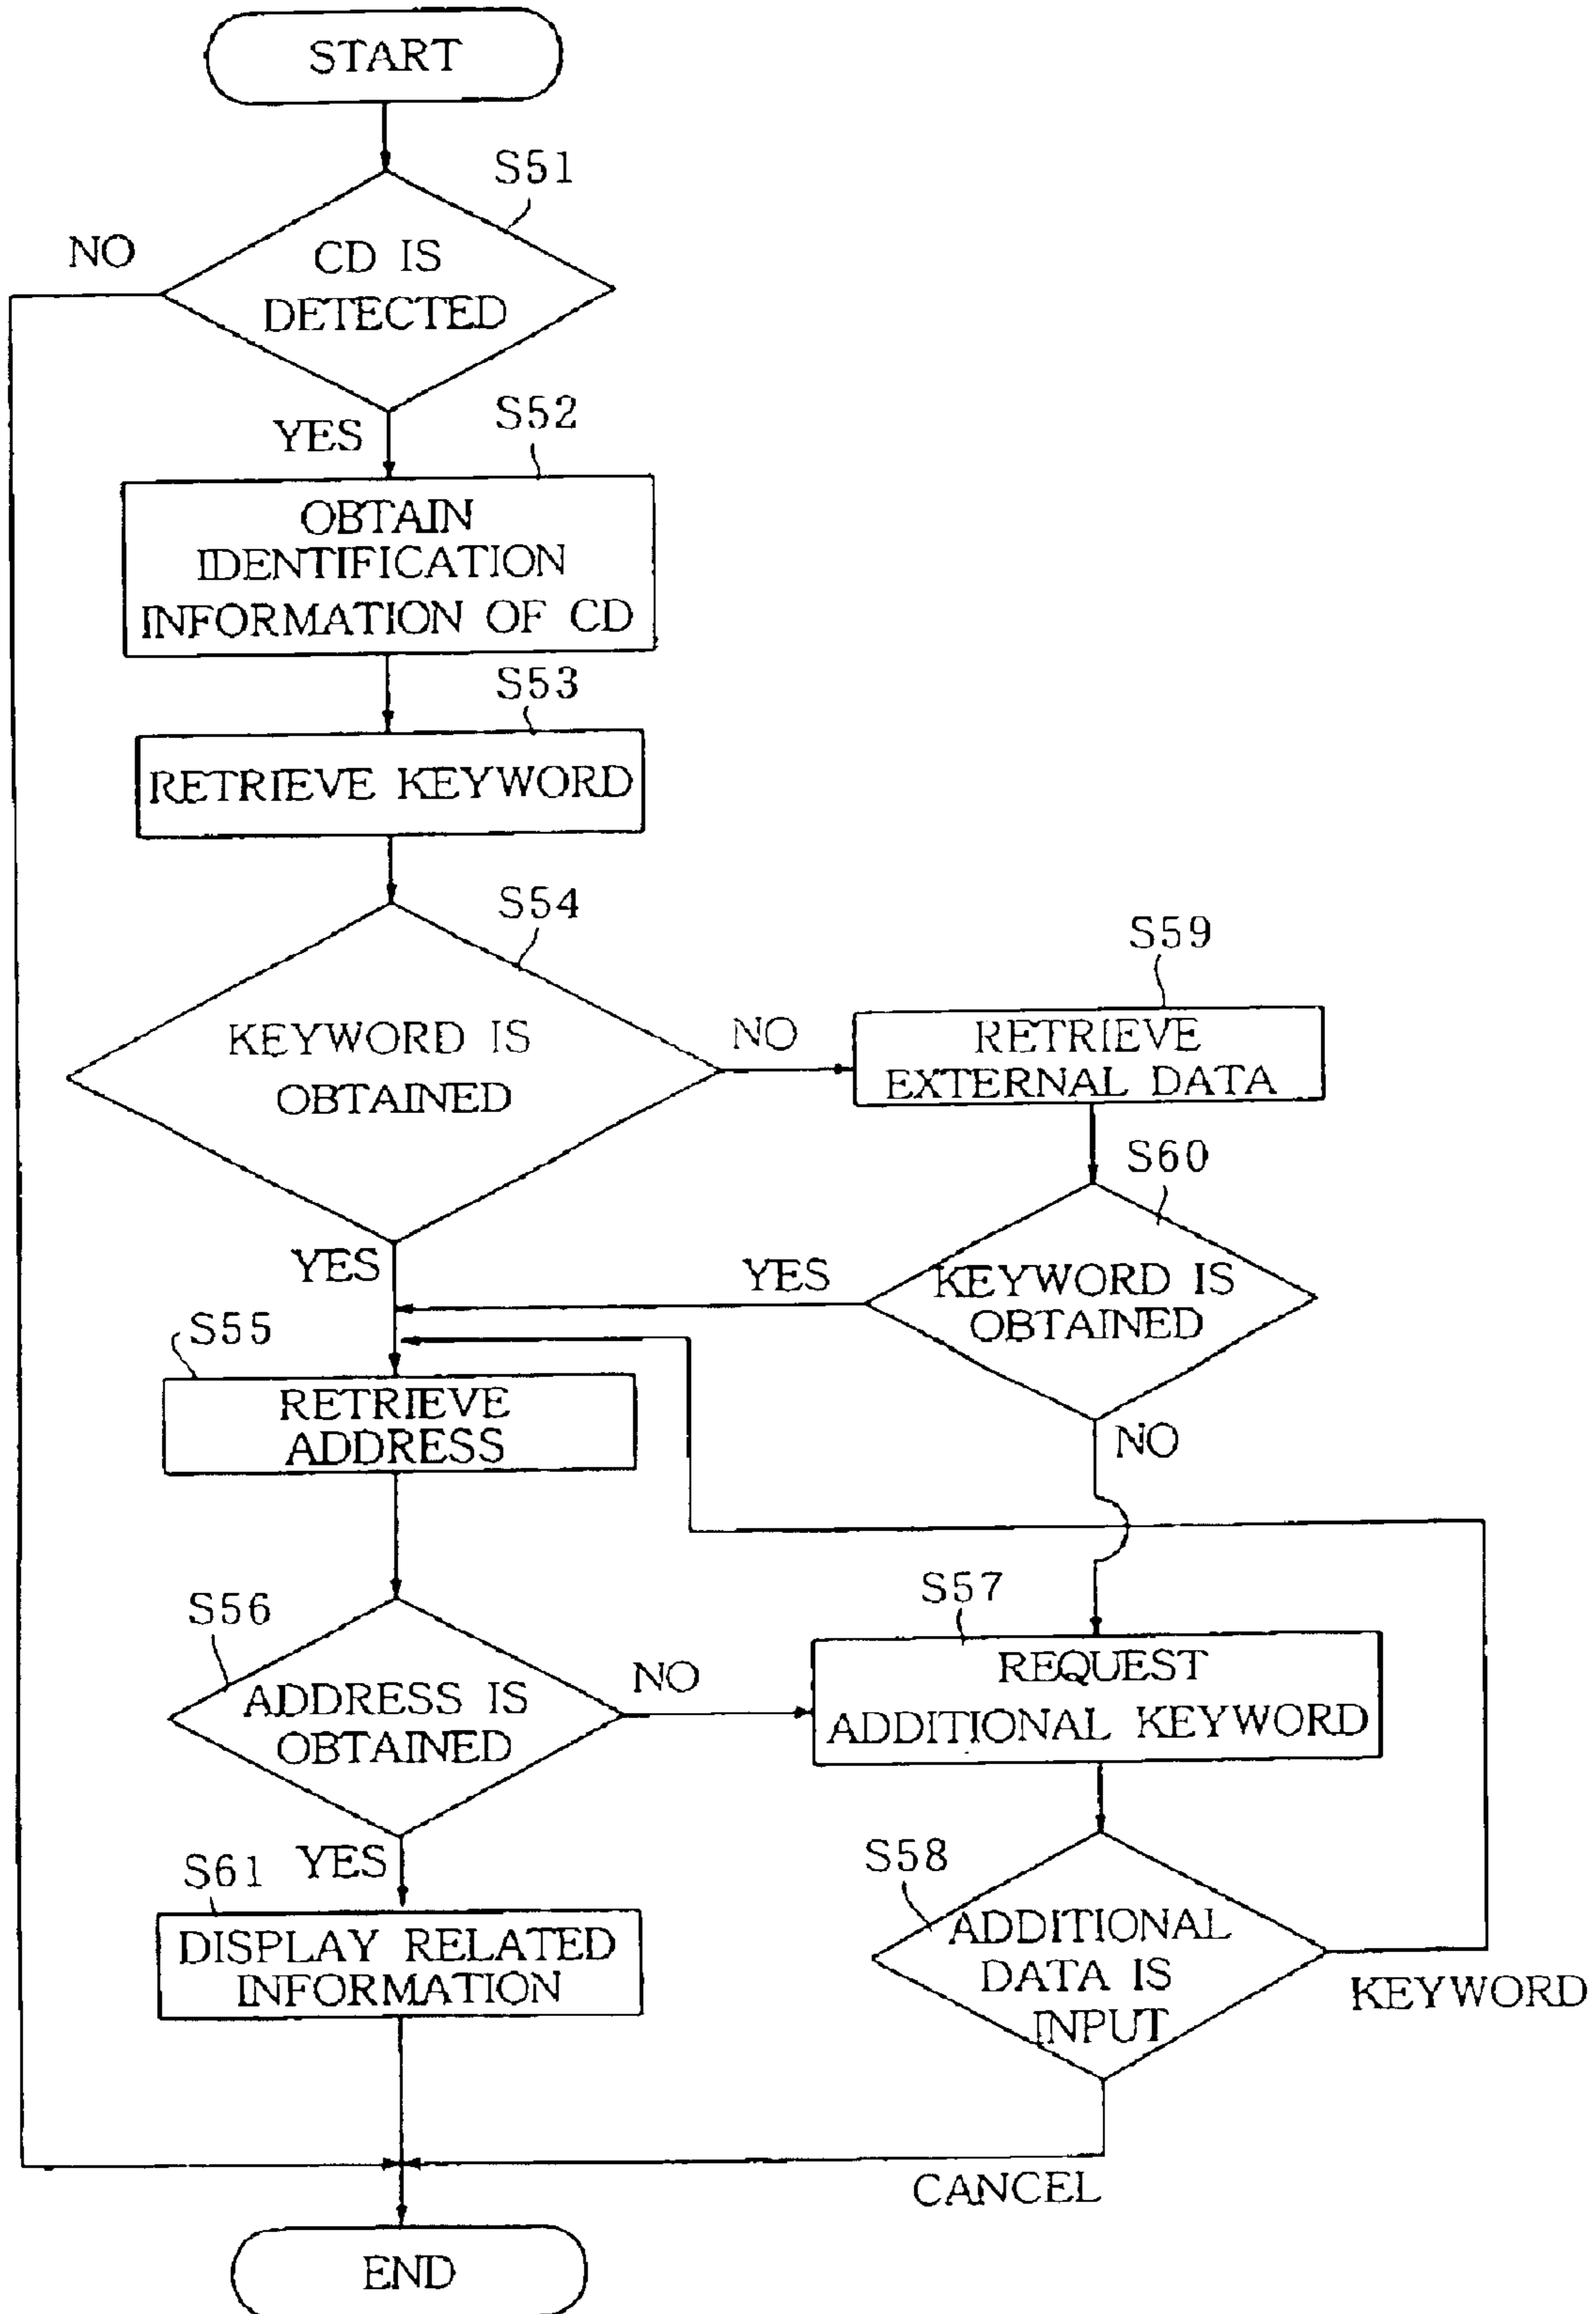 START
S51
NO
CD IS
DETECTED
YES
S52
OBTAIN
IDENTIFICATION
INFORMATION OF CD
S53
RETRIEVE KEYWORD
S54
KEYWORD IS
OBTAINED
NO
S59
RETRIEVE
EXTERNAL DATA
S60
KEYWORD IS
OBTAINED
YES
YES
NO
S55
RETRIEVE
ADDRESS
S56
ADDRESS IS
OBTAINED
NO
S57
REQUEST
ADDITIONAL KEYWORD
S58
ADDITIONAL
DATA IS
INPUT
KEYWORD
CANCEL
YES
S61
DISPLAY RELATED
INFORMATION
END